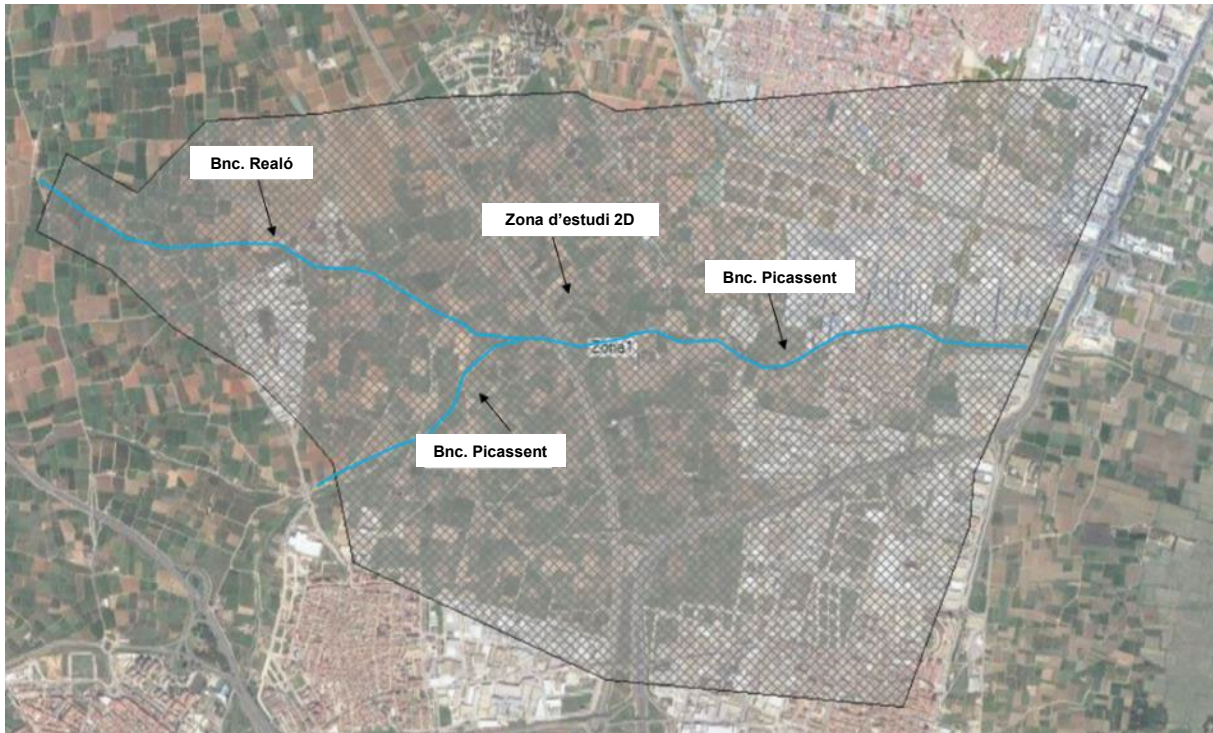 Bnc. Realó
Zona d'estudi 2D
Bnc. Picassent
Zona1
Bnc. Picassent